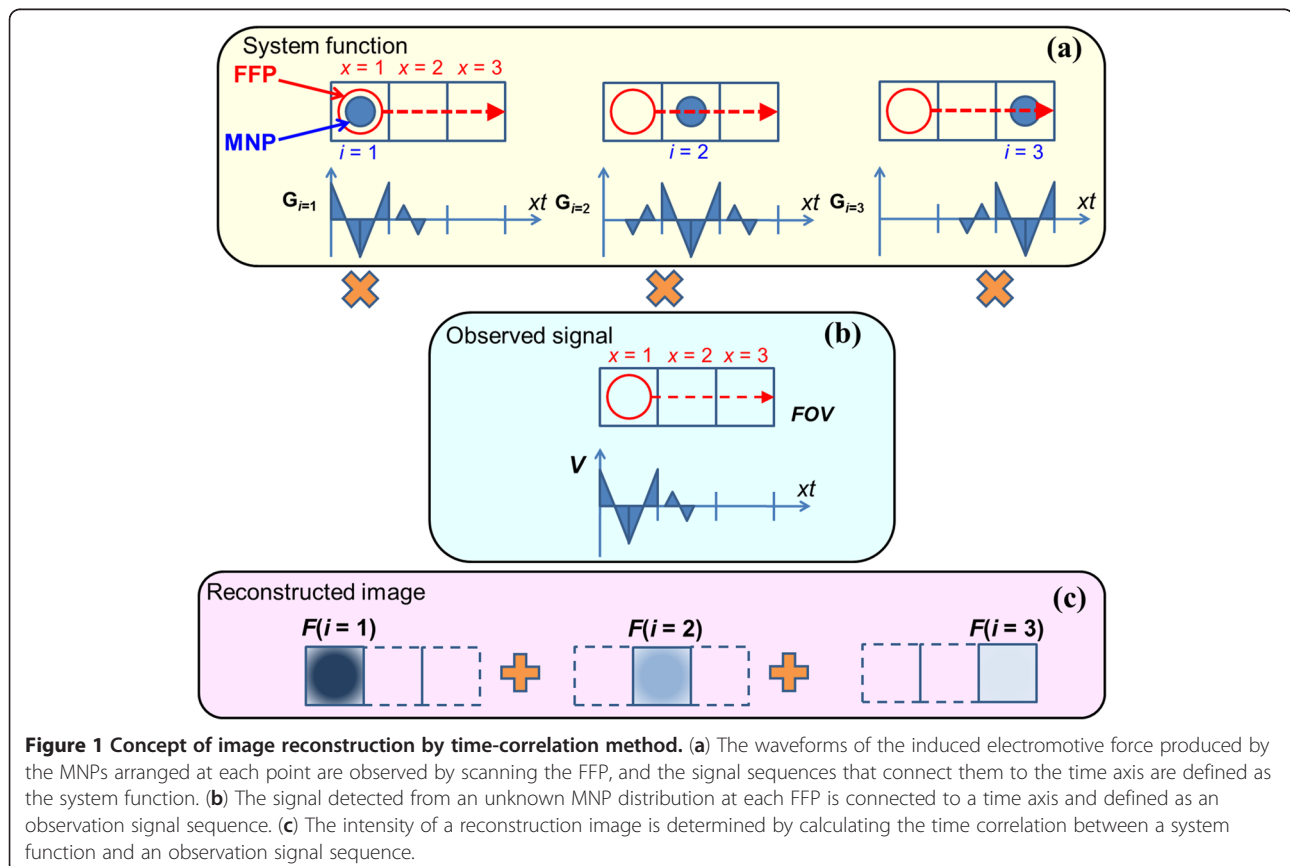 System function
(a)
FFP
x = 1 x = 2 x = 3
MNP
i = 1
i = 2
i = 3
G i=1
xt
G i=2
xt
G i=3
xt
Observed signal
(b)
x = 1 x = 2 x = 3
FOV
V
xt
Reconstructed image
(c)
F(i = 1)
F(i = 2)
F(i = 3)
Figure 1 Concept of image reconstruction by time-correlation method. (a) The waveforms of the induced electromotive force produced by
the MNPs arranged at each point are observed by scanning the FFP, and the signal sequences that connect them to the time axis are defined as
the system function. (b) The signal detected from an unknown MNP distribution at each FFP is connected to a time axis and defined as an
observation signal sequence. (c) The intensity of a reconstruction image is determined by calculating the time correlation between a system
function and an observation signal sequence.